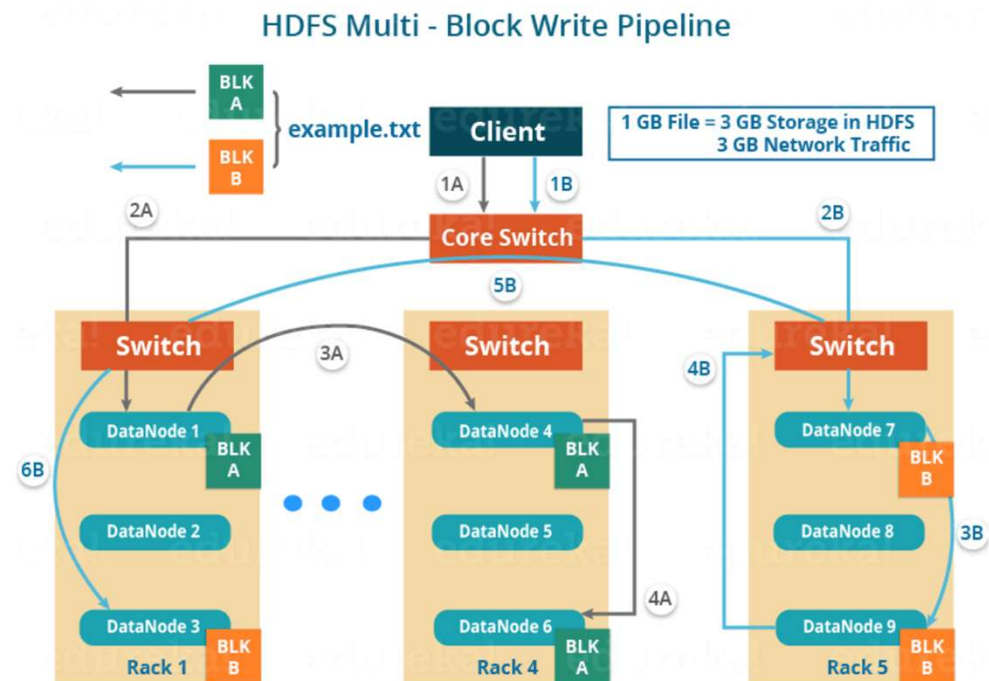 HDFS Multi - Block Write Pipeline
BLK
A
BLK
B
example.txt
Client
1 GB File = 3 GB Storage in HDFS
3 GB Network Traffic
1A
1B
2A
2B
Core Switch
5B
Switch
Switch
Switch
3A
4B
DataNode 1
BLK
A
DataNode 4
BLK
A
DataNode 7
BLK
B
6B
DataNode 2
DataNode 5
DataNode 8
3B
4A
DataNode 3
BLK
B
Rack 1
DataNode 6
BLK
A
Rack 4
DataNode 9
BLK
B
Rack 5
edureka!